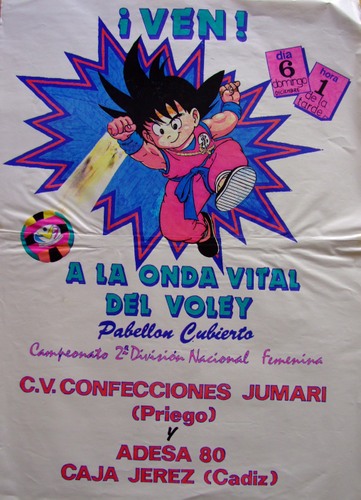 ¡VEN!
día
6
domingo
DICIEMBRE
hora
1
de la
tarde
A LA ONDA VITAL
DEL VOLEY
Pabellon Cubierto
Campeonato 2ª División Nacional Femenina
C.V. CONFECCIONES JUMARI
(Priego)
y
ADESA 80
CAJA JEREZ (Cadiz)